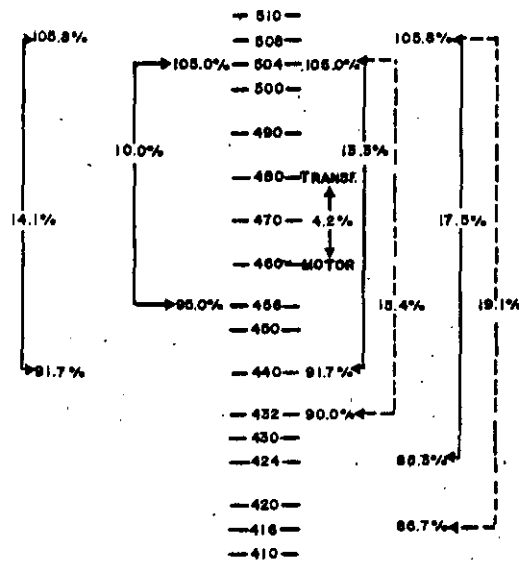 510
105.8% 508 105.8%
105.0% 504 105.0%
500
490
10.0% 13.3%
480 TRANSF.
14.1% 470 4.2% 17.5%
460 MOTOR
95.0% 456 15.4% 19.1%
450
91.7% 440 91.7%
432 90.0%
430
424 88.3%
420
416 86.7%
410